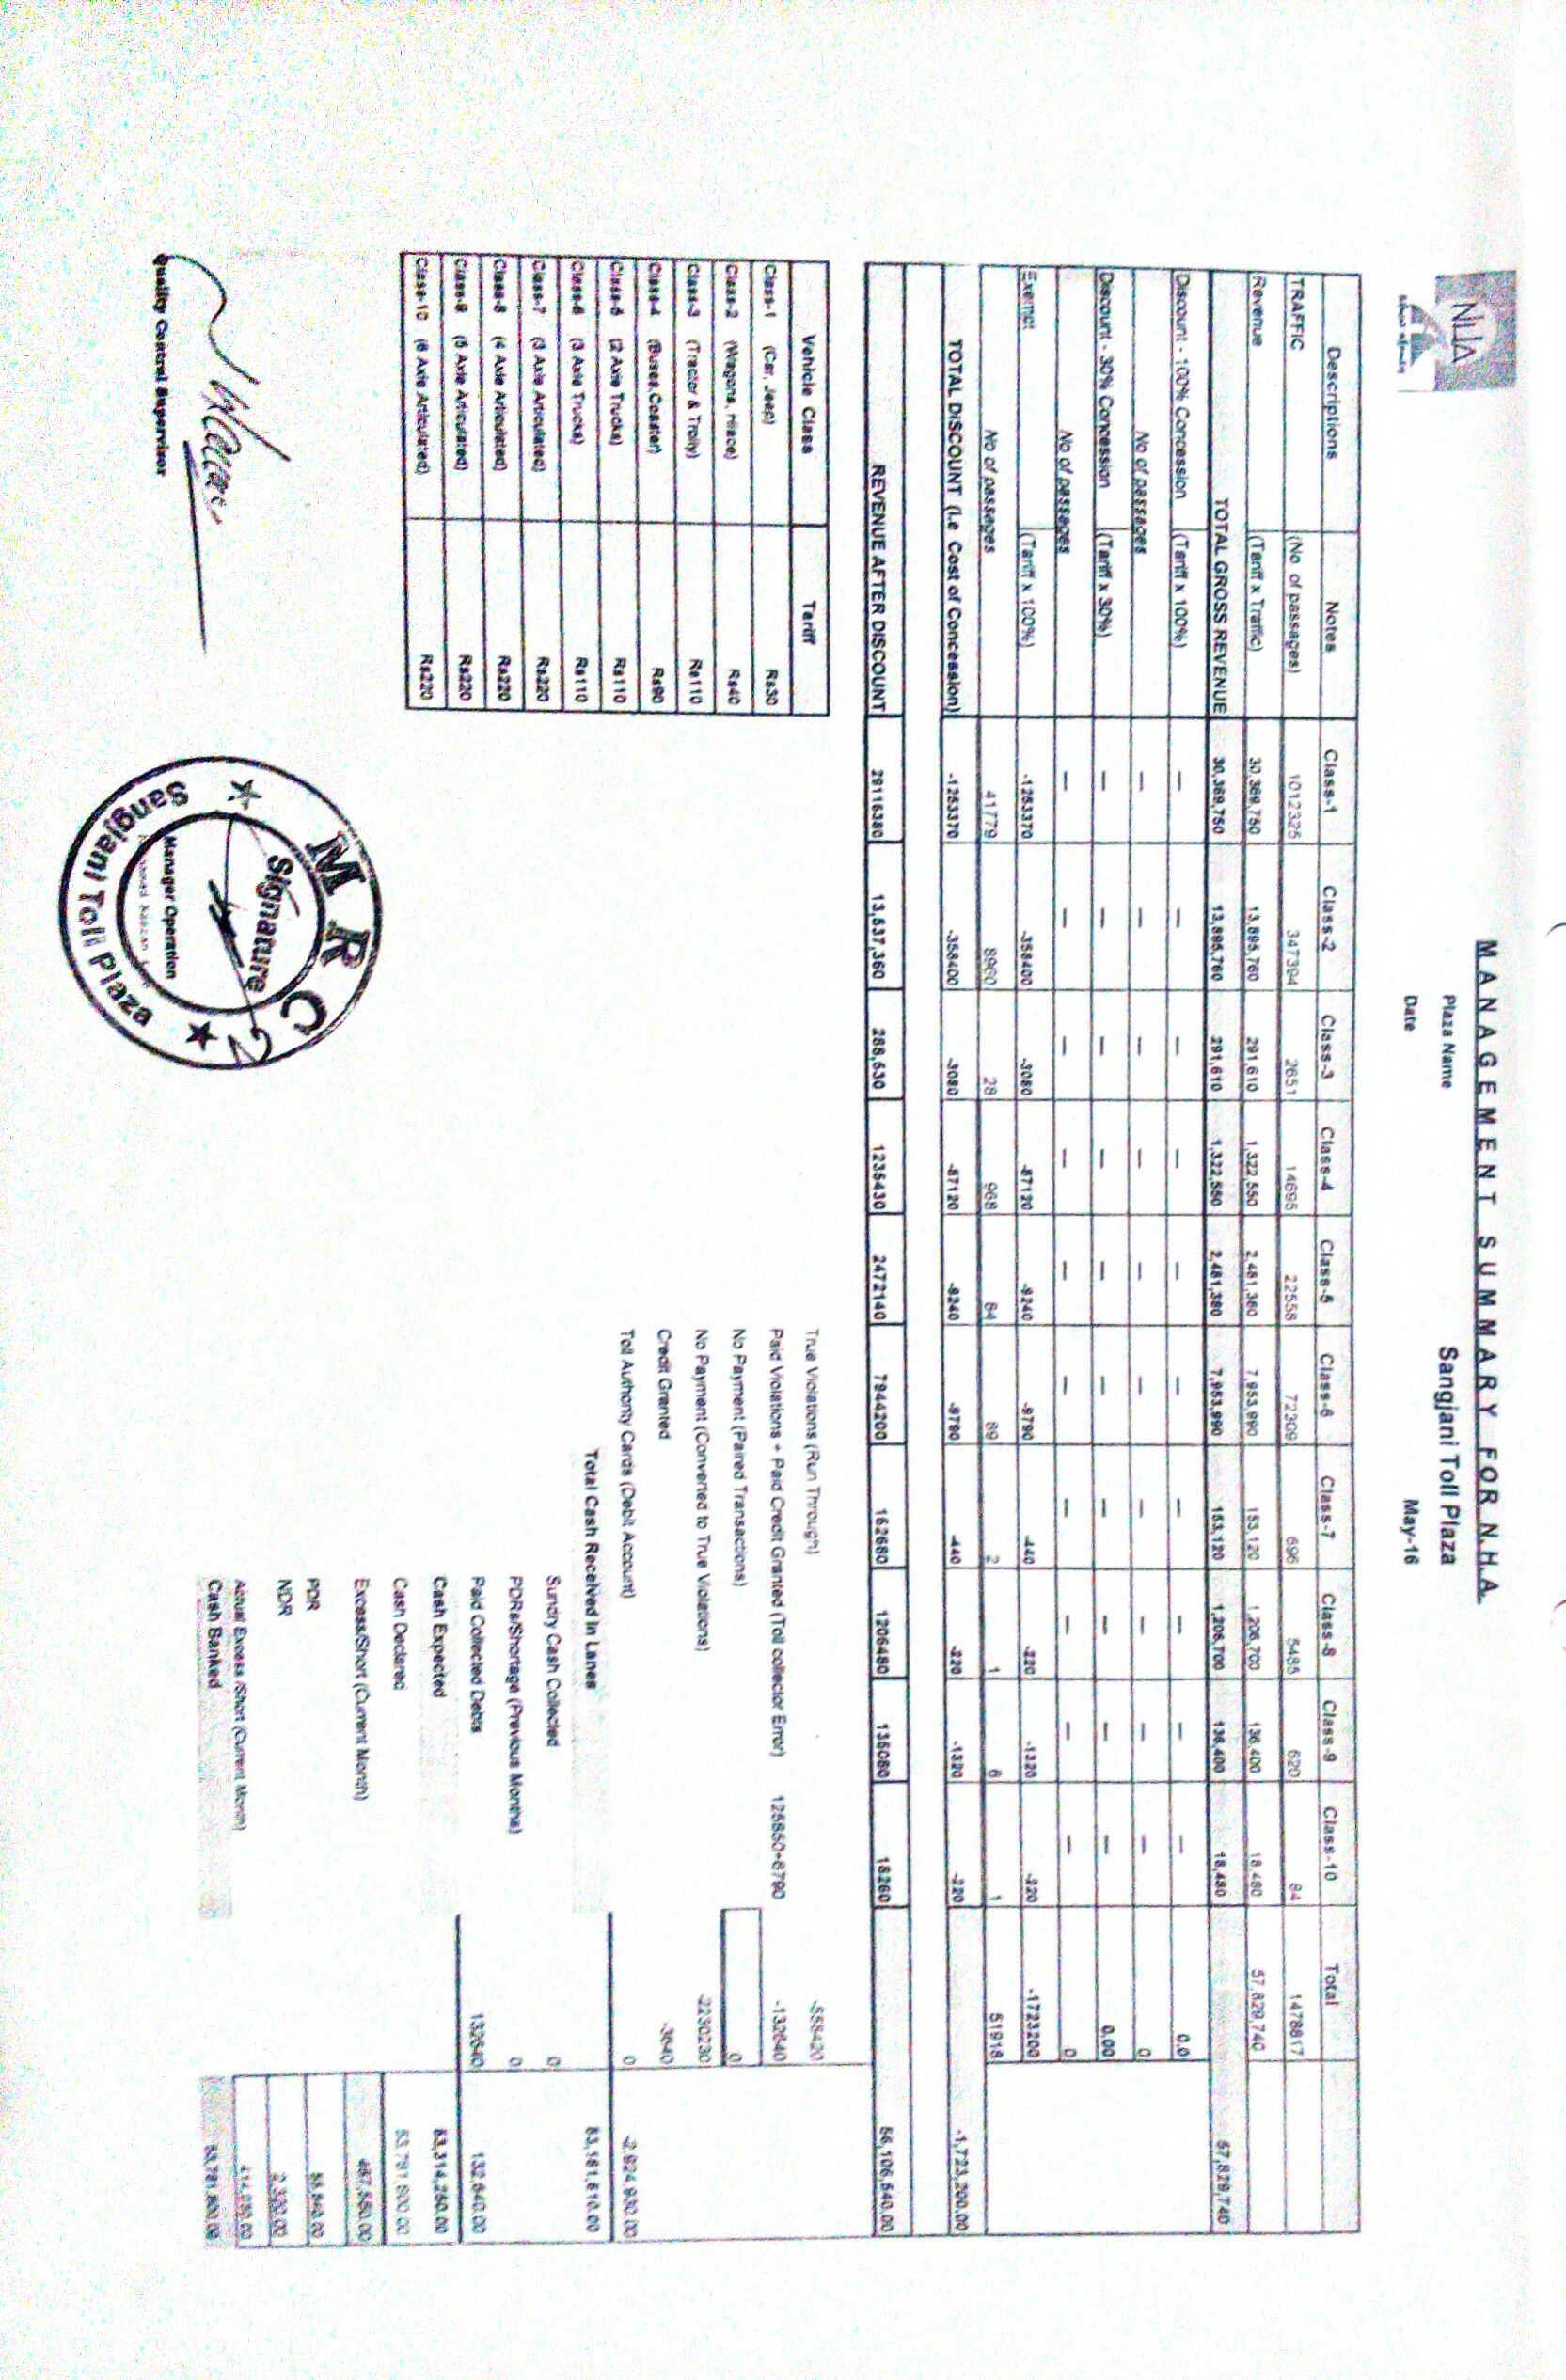 NHA
MANAGEMENT SUMMARY FOR N.H.A.
Plaza Name Sangjani Toll Plaza
Date May-16
Descriptions Notes Class-1 Class-2 Class-3 Class-4 Class-5 Class-6 Class-7 Class-8 Class-9 Class-10 Total
TRAFFIC (No. of passages) 1012325 347394 2651 14695 22558 72309 696 5485 620 84 1478817
Revenue (Tariff x Traffic) 30,369,750 13,895,760 291,610 1,322,550 2,481,380 7,953,990 153,120 1,206,700 136,400 18,480 57,829,740
TOTAL GROSS REVENUE 30,369,750 13,895,760 291,610 1,322,550 2,481,380 7,953,990 153,120 1,206,700 136,400 18,480 57,829,740
Discount - 100% Concession (Tariff x 100%) — — — — — — — — — — 0.0
No of passages — — — — — — — — — — 0
Discount - 30% Concession (Tariff x 30%) — — — — — — — — — — 0.00
No of passages — — — — — — — — — — 0
Exempt (Tariff x 100%) -1253370 -358400 -3080 -87120 -9240 -9790 -440 -220 -1320 -220 -1723200
No of passages 41779 8960 28 968 84 89 2 1 6 1 51918
TOTAL DISCOUNT (i.e Cost of Concession) -1253370 -358400 -3080 -87120 -9240 -9790 -440 -220 -1320 -220 -1,723,200.00
REVENUE AFTER DISCOUNT 29116380 13,537,360 288,530 1235430 2472140 7944200 152680 1206480 135080 18260 56,106,540.00
Vehicle Class Tariff
Class-1 (Car, Jeep) Rs30
Class-2 (Wagons, Hiace) Rs40
Class-3 (Tractor & Trolly) Rs110
Class-4 (Buses,Coaster) Rs90
Class-5 (2 Axle Trucks) Rs110
Class-6 (3 Axle Trucks) Rs110
Class-7 (3 Axle Articulated) Rs220
Class-8 (4 Axle Articulated) Rs220
Class-9 (5 Axle Articulated) Rs220
Class-10 (6 Axle Articulated) Rs220
True Violations (Run Through) -558420
Paid Violations + Paid Credit Granted (Toll collector Error) 125850+6790 -132640
No Payment (Paired Transactions) 0
No Payment (Converted to True Violations) -2230230
Credit Granted -3640
Toll Authority Cards (Debit Account) 0 -2,924,930.00
Total Cash Received In Lanes 53,181,610.00
Sundry Cash Collected 0
PDRs/Shortage (Previous Months) 0
Paid Collected Debts 132640 132,640.00
Cash Expected 53,314,250.00
Cash Declared 53,781,800.00
Excess/Short (Current Month) 467,550.00
PDR
NDR 2,320.00
Actual Excess /Short (Current Month)
Cash Banked 53,781,800.00
Quality Control Supervisor
M R C
Signature
Manager Operation
Sangjani Toll Plaza